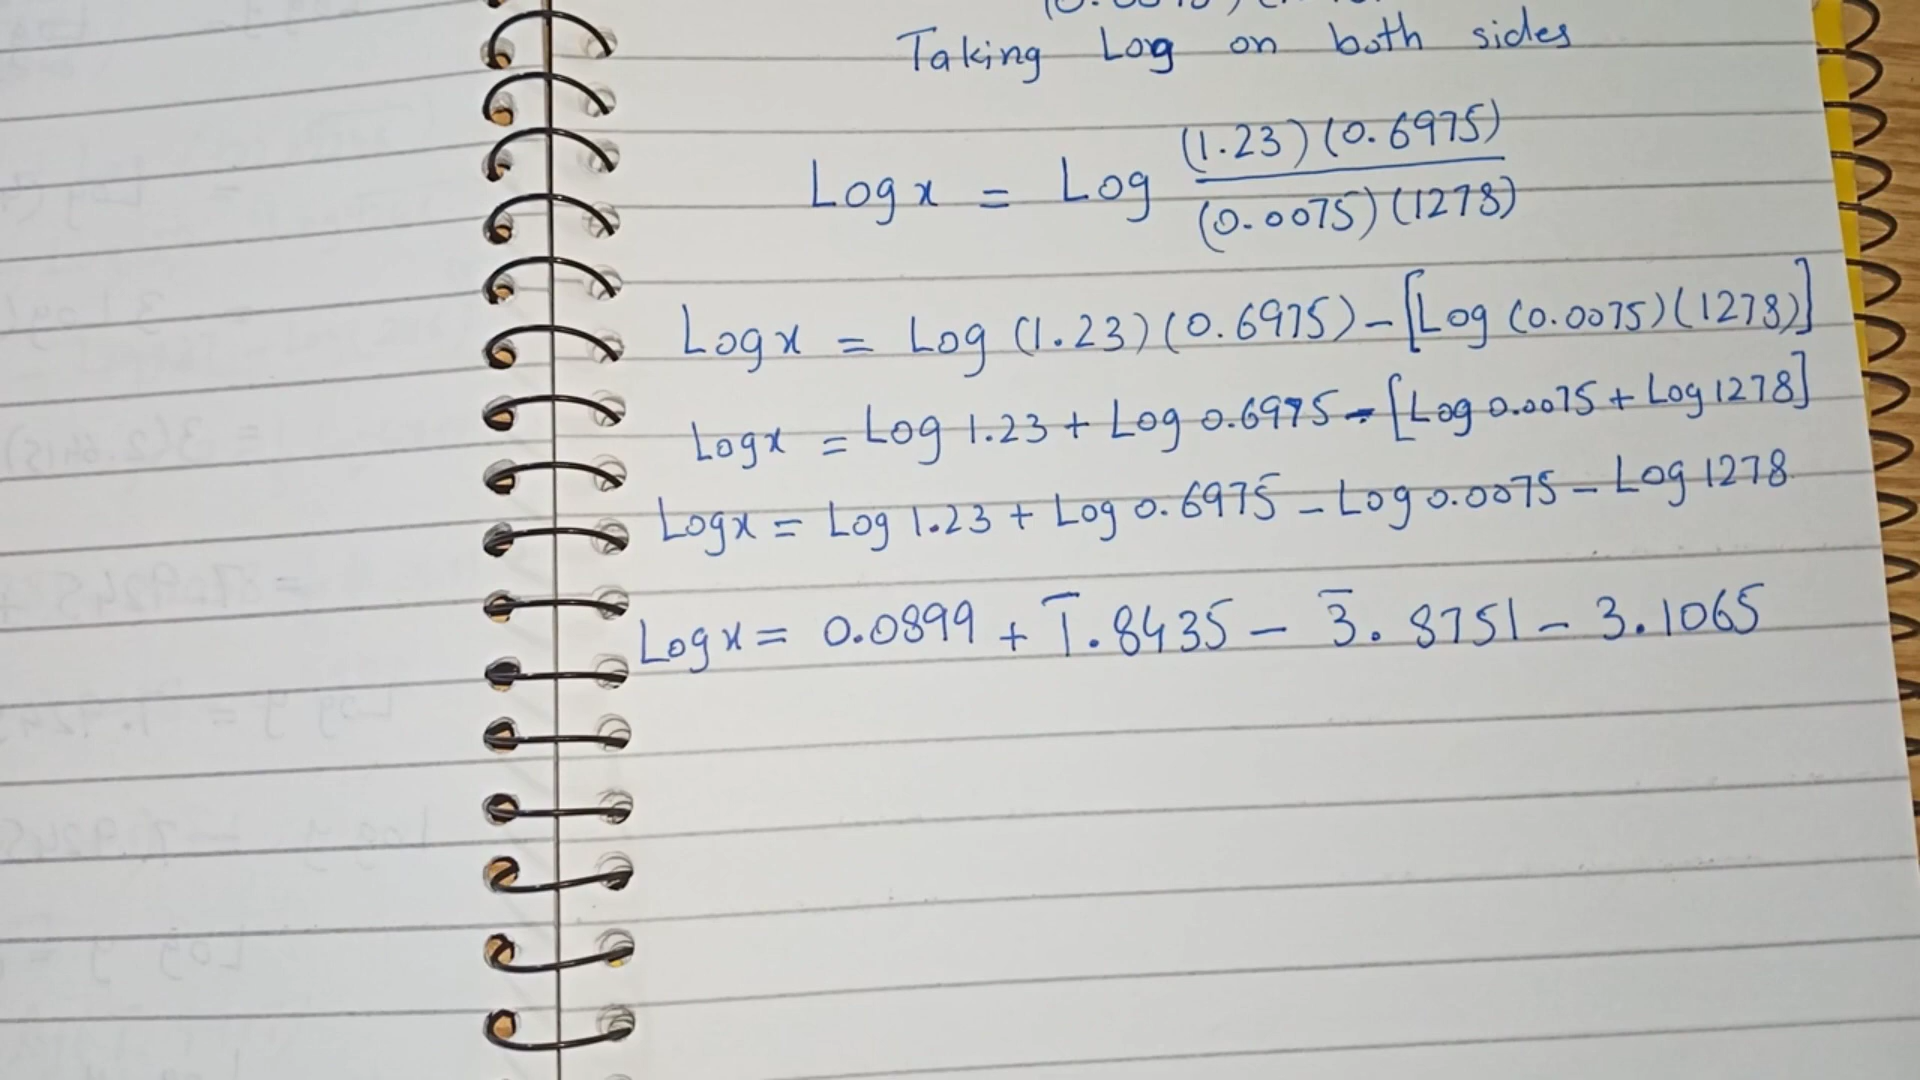 Taking Log on both sides
Log x = Log (1.23)(0.6975) / (0.0075)(1278)
Log x = Log (1.23)(0.6975) - [Log (0.0075)(1278)]
Log x = Log 1.23 + Log 0.6975 - [Log 0.0075 + Log 1278]
Log x = Log 1.23 + Log 0.6975 - Log 0.0075 - Log 1278
Log x = 0.0899 + 1̅.8435 - 3̅.8751 - 3.1065